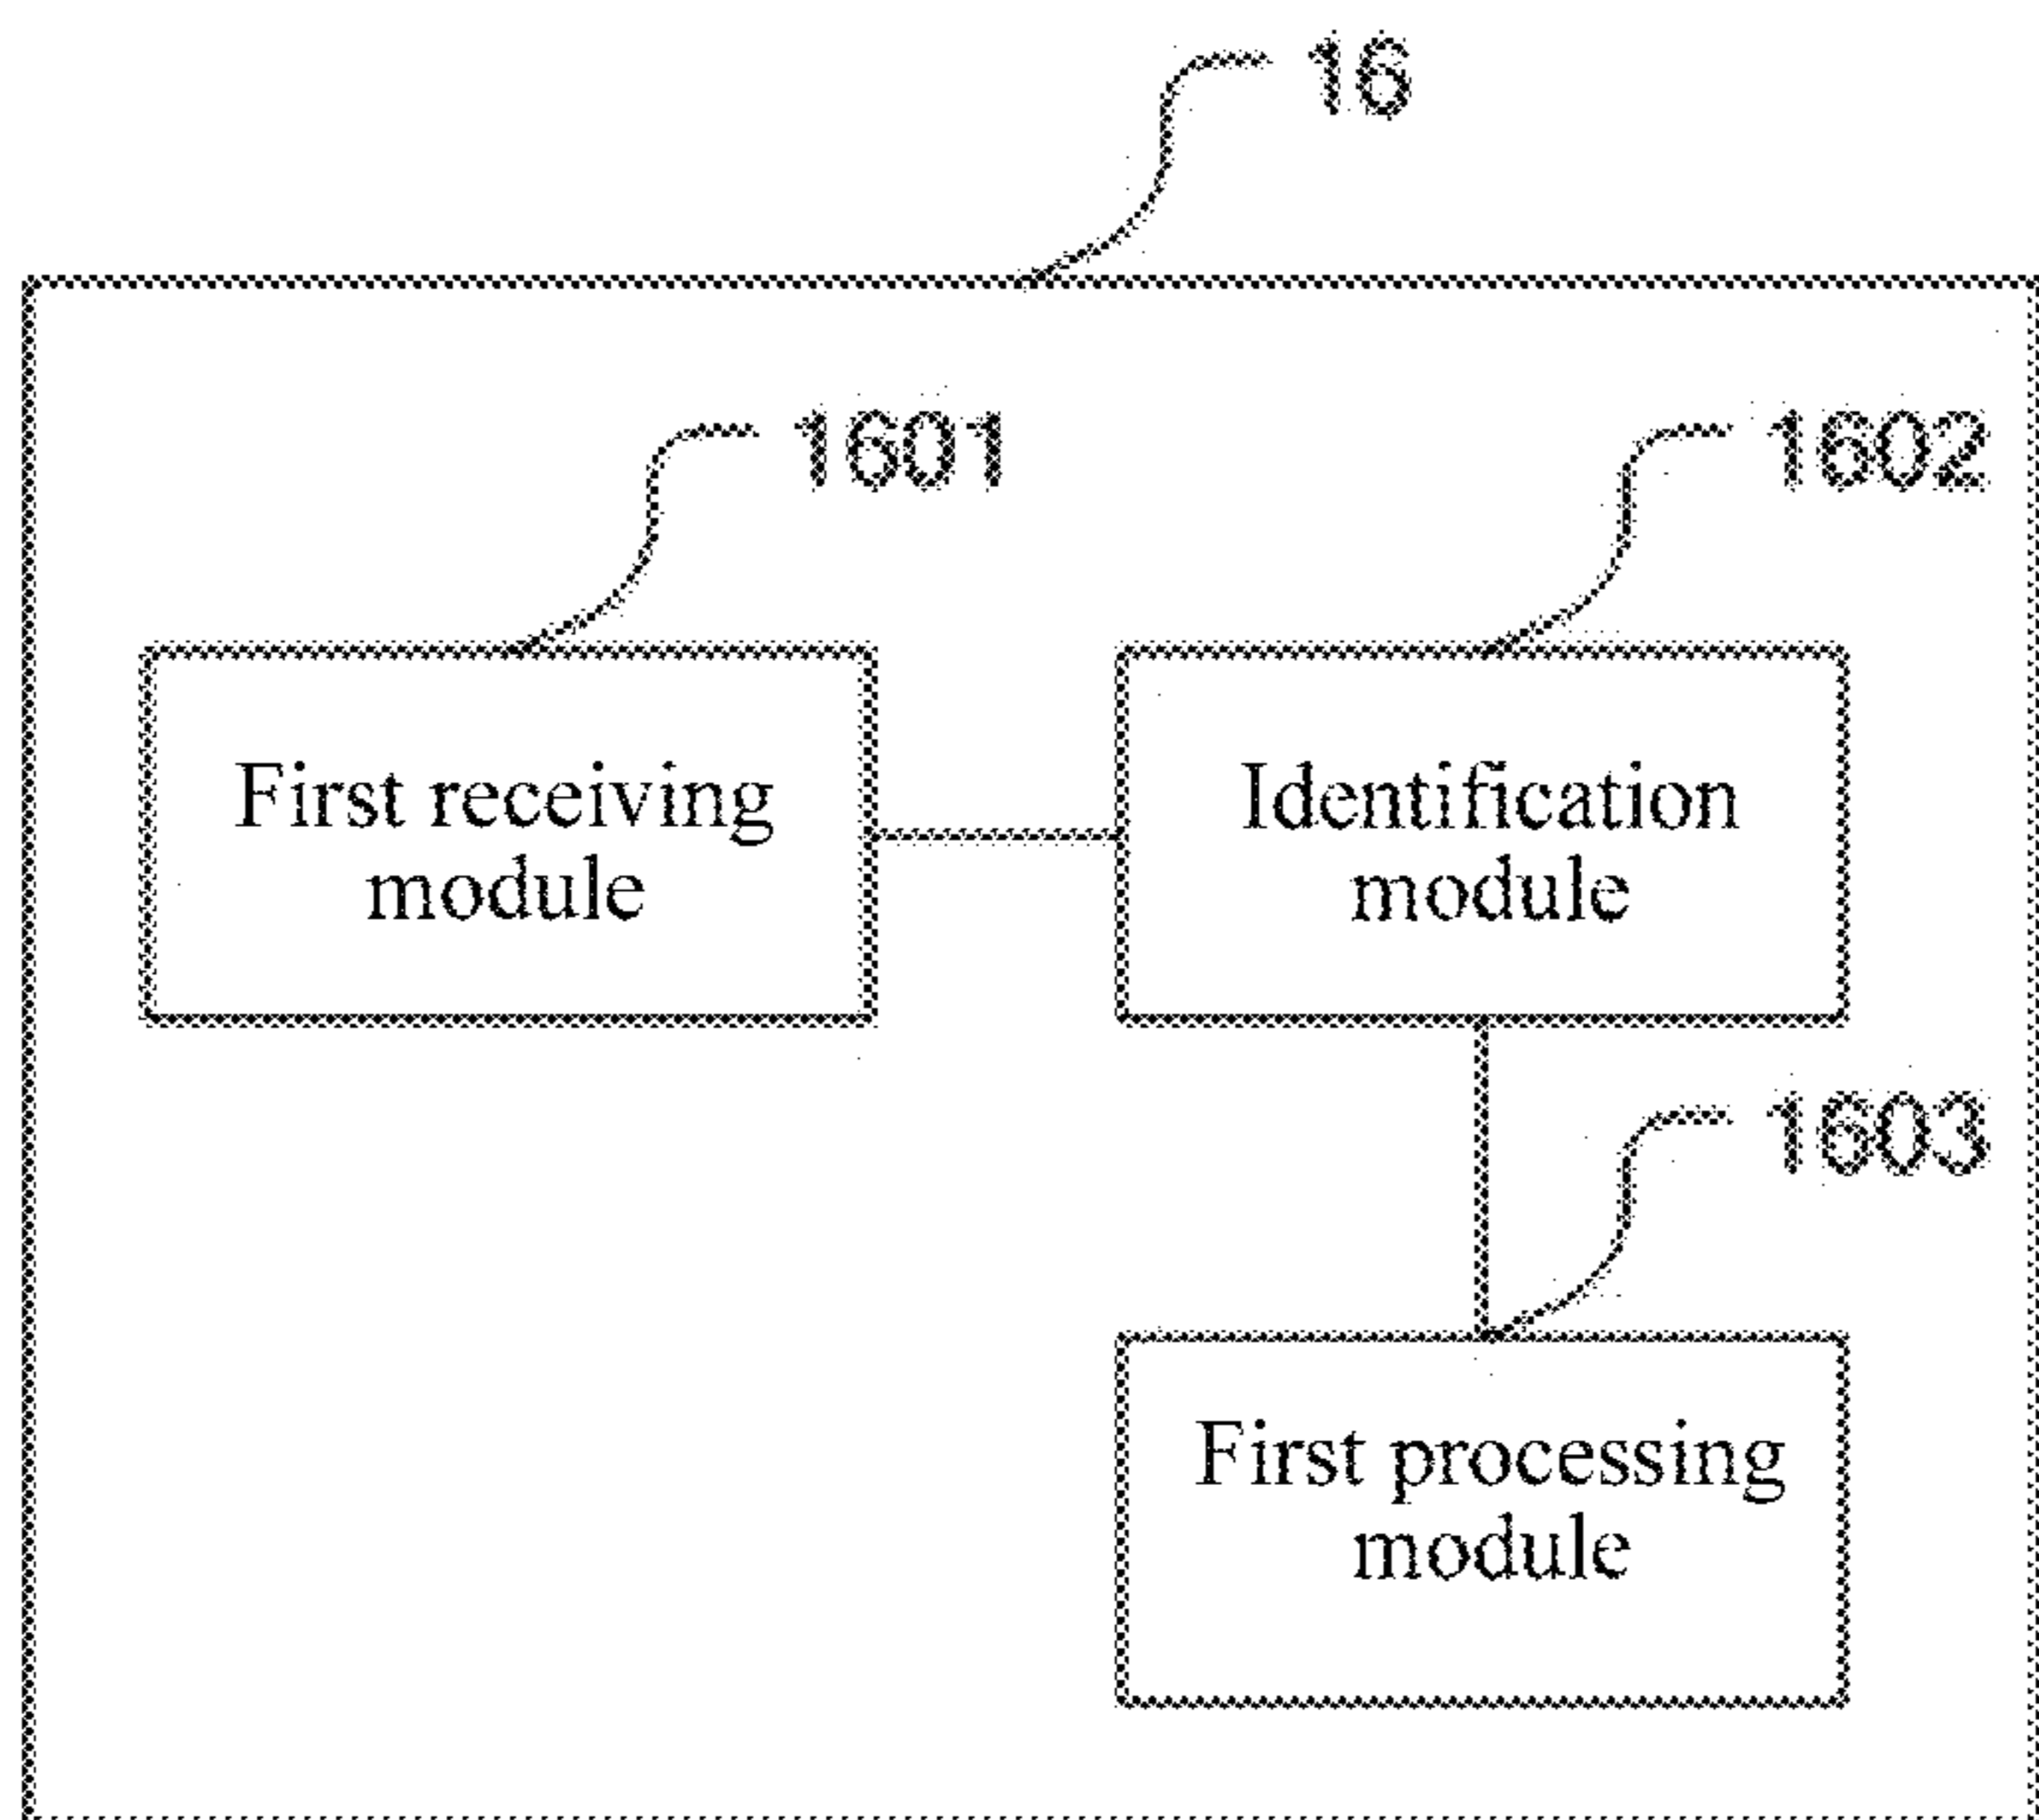 16
1601
1602
First receiving
module
Identification
module
1603
First processing
module